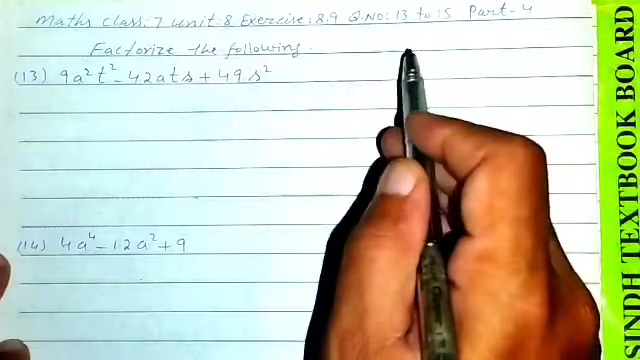 Maths Class: 7 Unit: 8 Exercise: 8.9 Q.NO: 13 to 15 Part-4
Factorize the following.
(13) 9a²t² - 42ats + 49s²
(14) 4a⁴ - 12a² + 9
SINDH TEXTBOOK BOARD